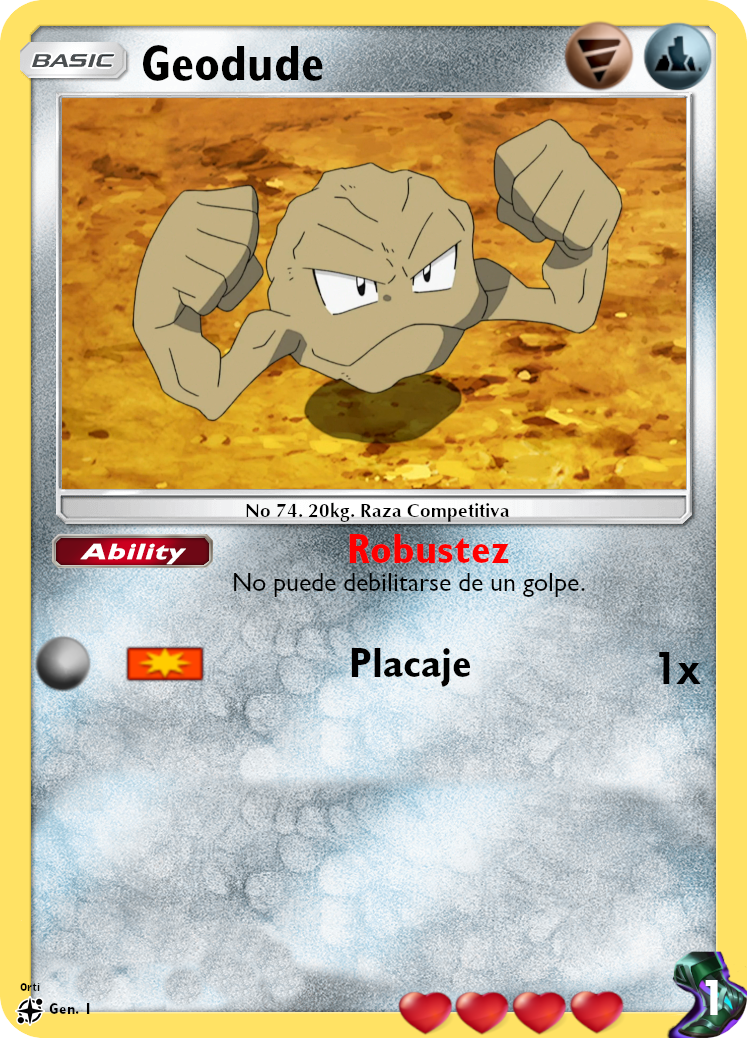 BASIC Geodude
No 74. 20kg. Raza Competitiva
Ability Robustez
No puede debilitarse de un golpe.
Placaje 1x
Orti
Gen. I
1